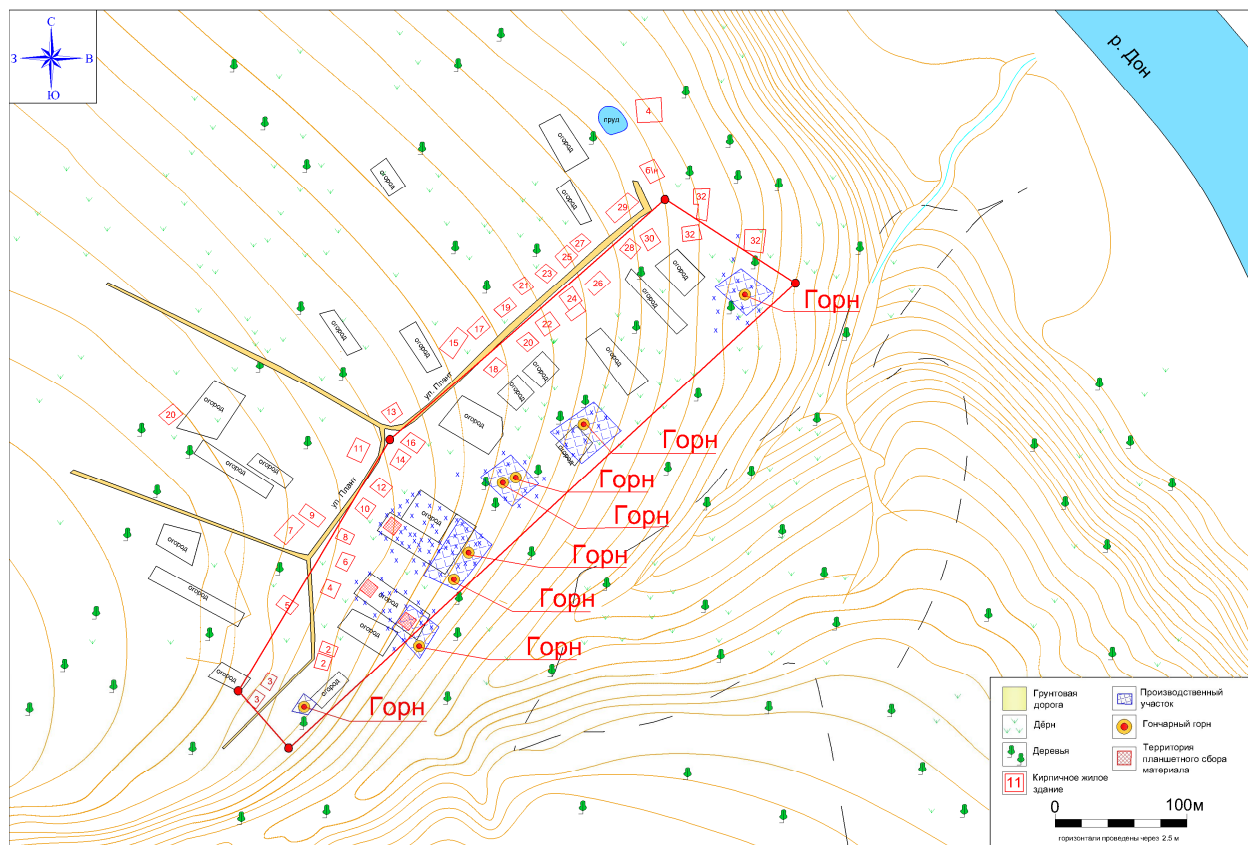 С
З
В
Ю
р. Дон
пруд
4
огород
б\н
огород
огород
29
32
32
32
27
30
28
25
23
26
огород
21
24
огород
19
22
Горн
17
огород
15
20
огород
огород
18
огород
огород
ул. Плант
20
огород
13
огород
11
16
14
Горн
огород
огород
огород
Горн
12
ул. Плант
10
огород
Горн
9
7
8
огород
Горн
6
4
огород
Горн
5
огород
огород
2
2
Горн
огород
3
3
огород
Горн
Грунтовая
дорога
Дёрн
Деревья
11
Кирпичное жилое
здание
Производственный
участок
Гончарный горн
Территория
планшетного сбора
материала
0
100м
горизонтали проведены через 2.5 м